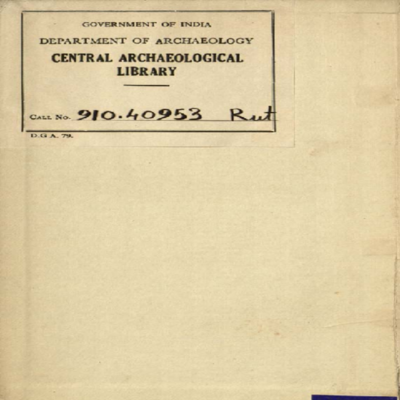 GOVERNMENT OF INDIA
DEPARTMENT OF ARCHAEOLOGY
CENTRAL ARCHAEOLOGICAL
LIBRARY
CALL No. 910.40953 Rut
D.G A. 79.